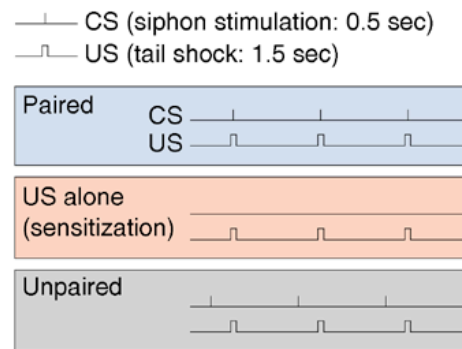 CS (siphon stimulation: 0.5 sec)
US (tail shock: 1.5 sec)
Paired
CS
US
US alone
(sensitization)
Unpaired